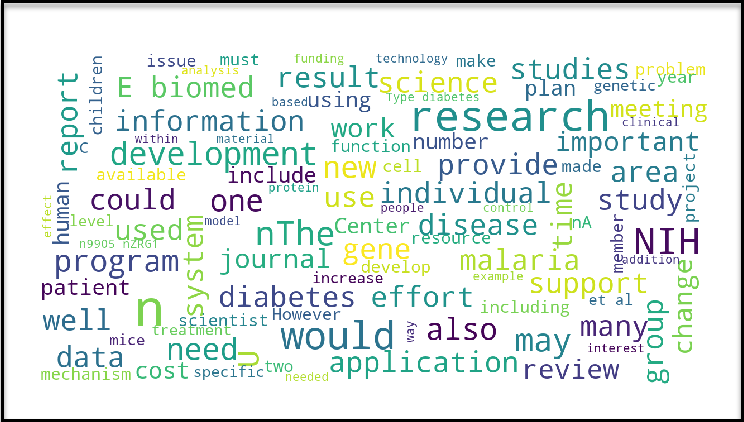 issue must funding technology make
analysis
E biomed result science studies problem
children plan genetic year
report based using Type diabetes meeting
information work number clinical
c within material function important
development new cell provide made area
available include use individual study project
human could one protein people control
effect level used model nThe Center disease time nA
n9905 nZRGT system resource member NIH
program journal gene malaria addition
patient increase develop example support change
n diabetes effort including et al
well scientist However would also may many group
mice treatment way interest
data need U application review
mechanism cost specific two needed